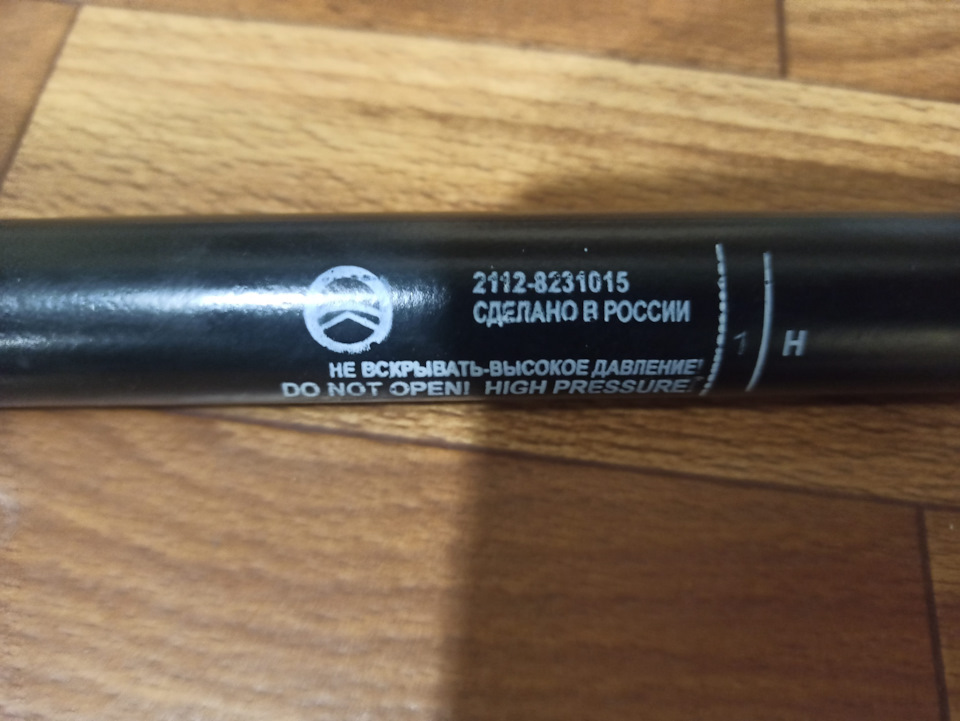 2112-8231015
СДЕЛАНО В РОССИИ
НЕ ВСКРЫВАТЬ-ВЫСОКОЕ ДАВЛЕНИЕ!
DO NOT OPEN! HIGH PRESSURE!
1
Н